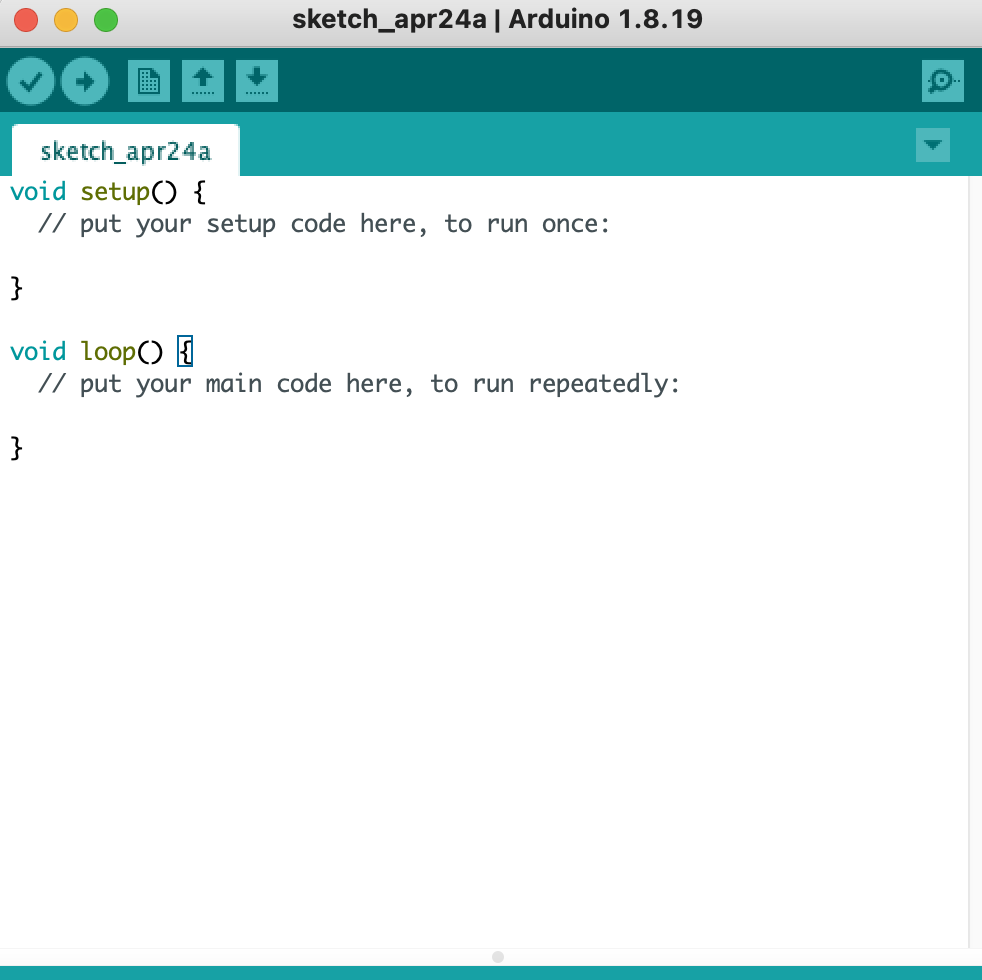 sketch_apr24a | Arduino 1.8.19
sketch_apr24a
void setup() {
  // put your setup code here, to run once:
}
void loop() {
  // put your main code here, to run repeatedly:
}